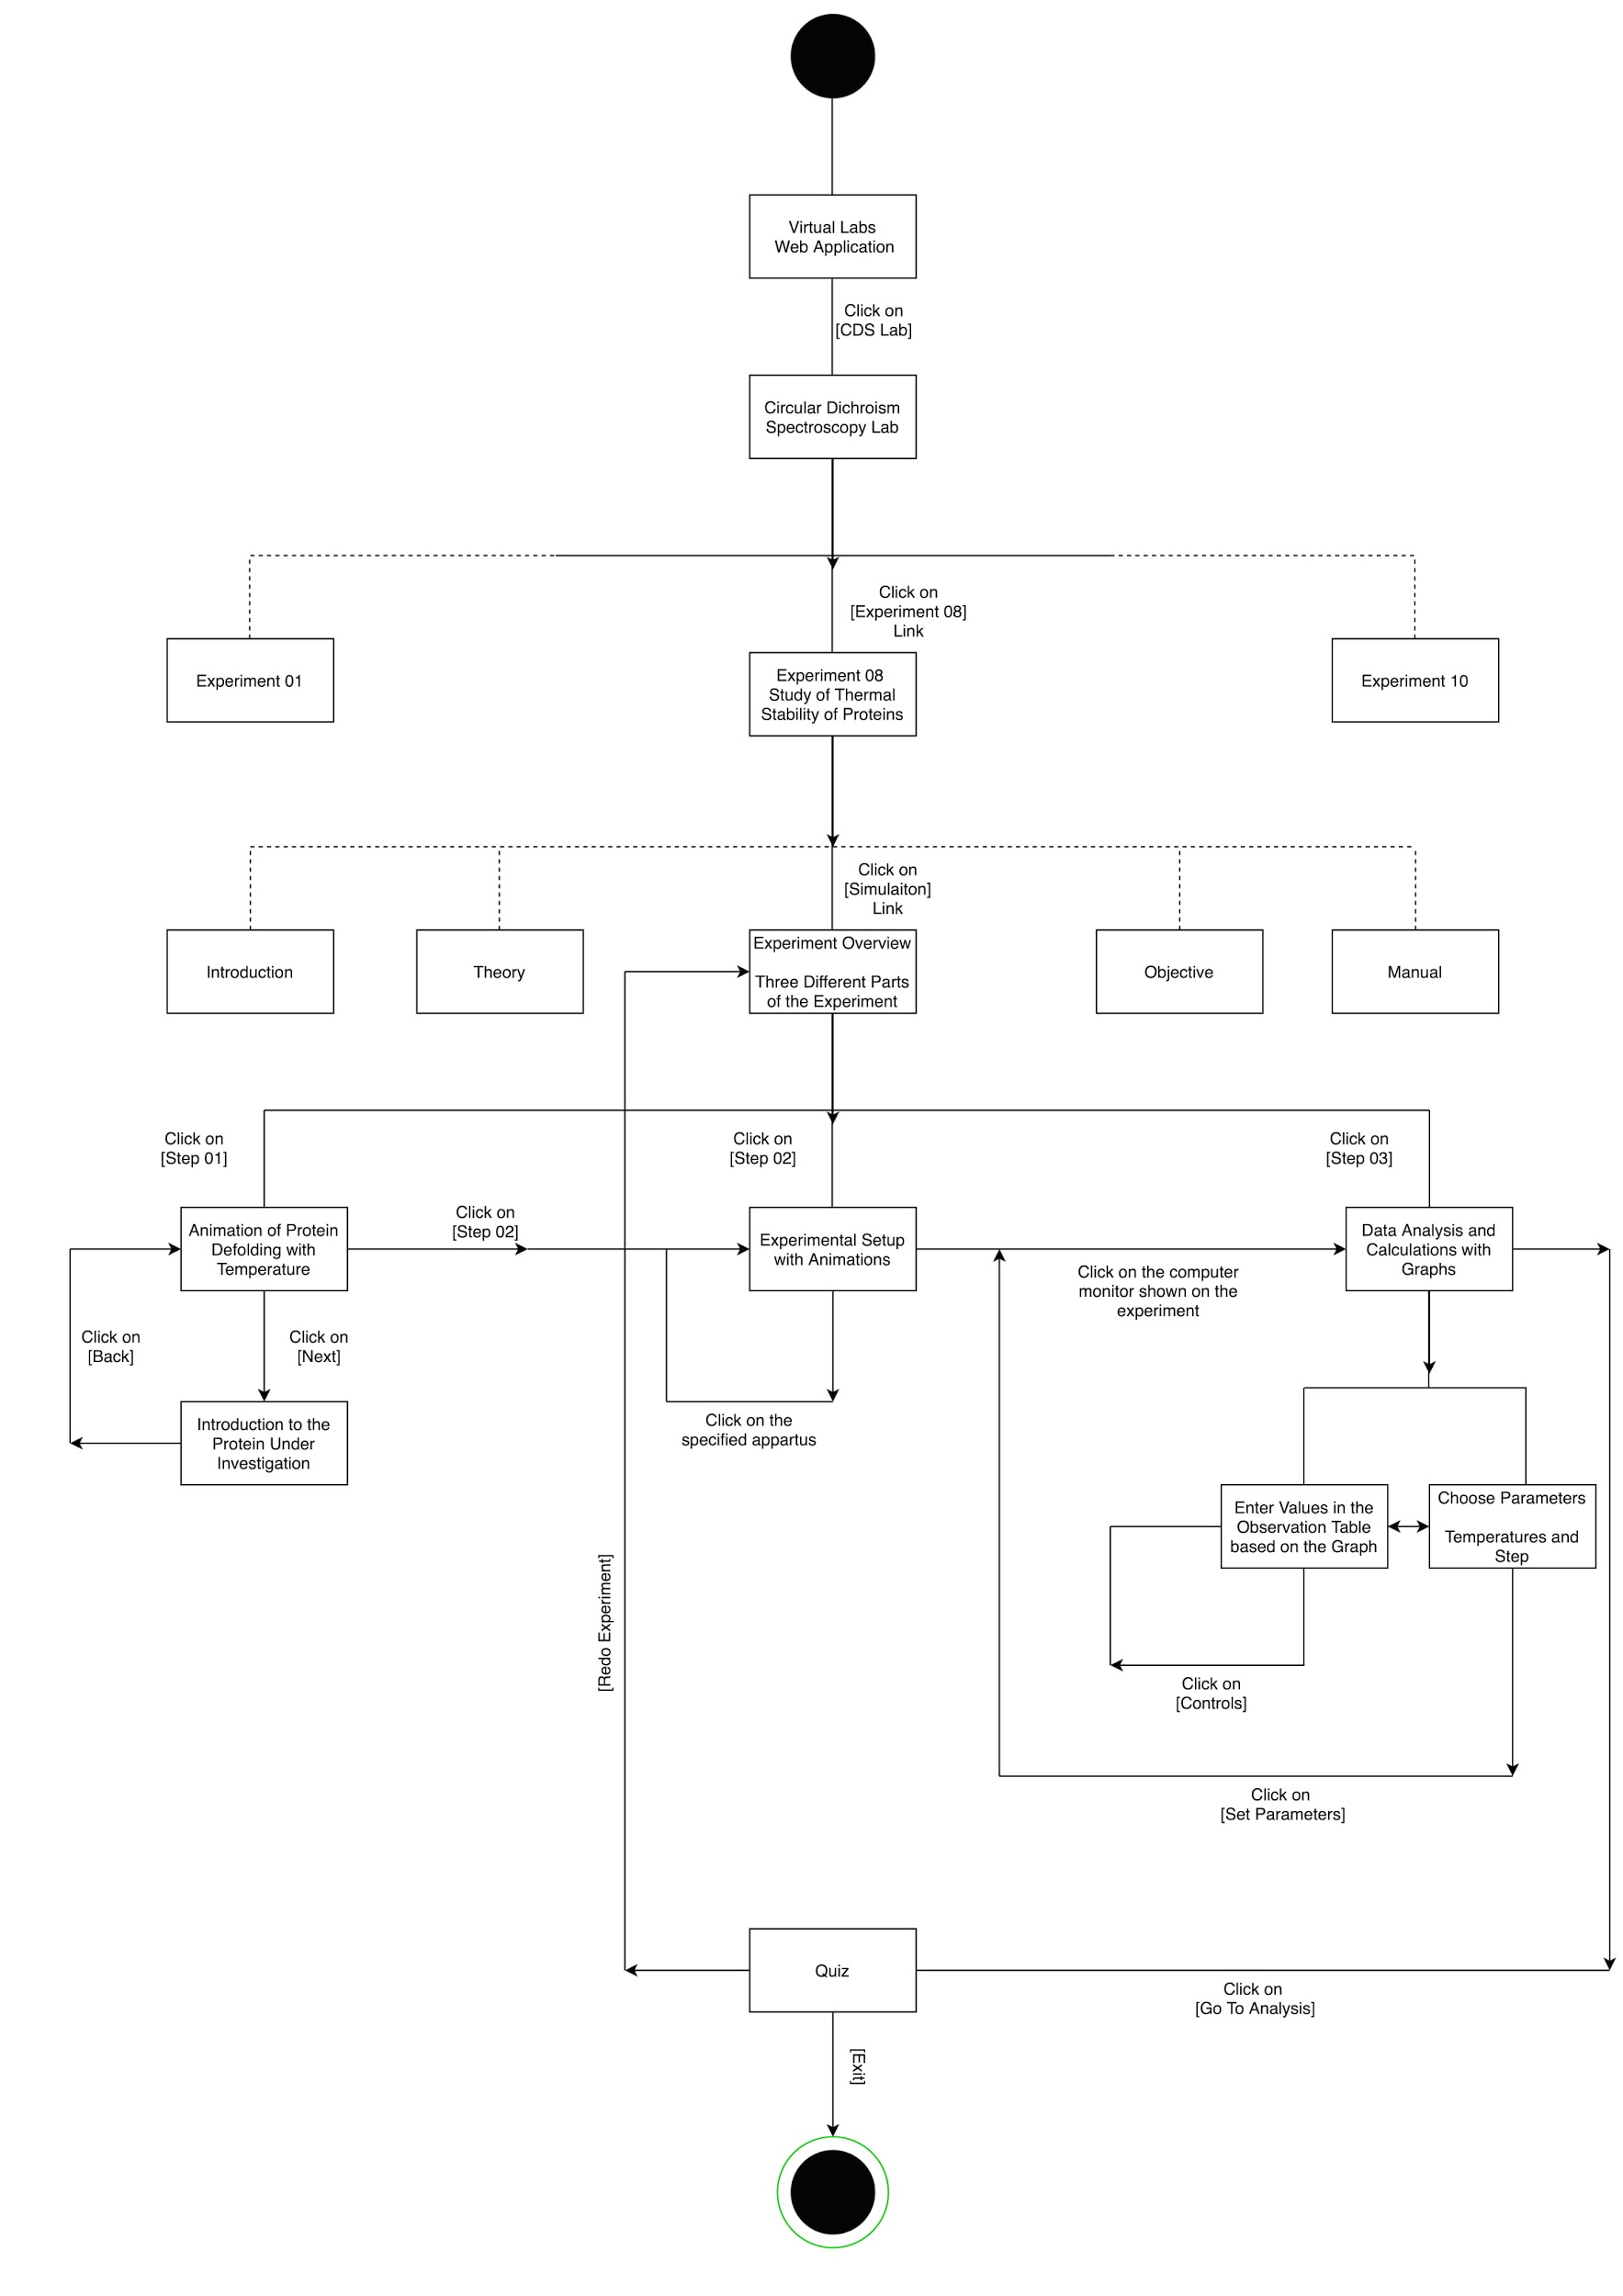 Virtual Labs
Web Application
Click on
[CDS Lab]
Circular Dichroism
Spectroscopy Lab
Click on
[Experiment 08]
Link
Experiment 01
Experiment 08
Study of Thermal
Stability of Proteins
Experiment 10
Click on
[Simulaiton]
Link
Introduction
Theory
Experiment Overview
Three Different Parts
of the Experiment
Objective
Manual
Click on
[Step 01]
Click on
[Step 02]
Click on
[Step 03]
Animation of Protein
Defolding with
Temperature
Click on
[Step 02]
Experimental Setup
with Animations
Click on the computer
monitor shown on the
experiment
Data Analysis and
Calculations with
Graphs
Click on
[Back]
Click on
[Next]
Introduction to the
Protein Under
Investigation
Click on the
specified appartus
Enter Values in the
Observation Table
based on the Graph
Choose Parameters
Temperatures and
Step
[Redo Experiment]
Click on
[Controls]
Click on
[Set Parameters]
Quiz
Click on
[Go To Analysis]
[Exit]